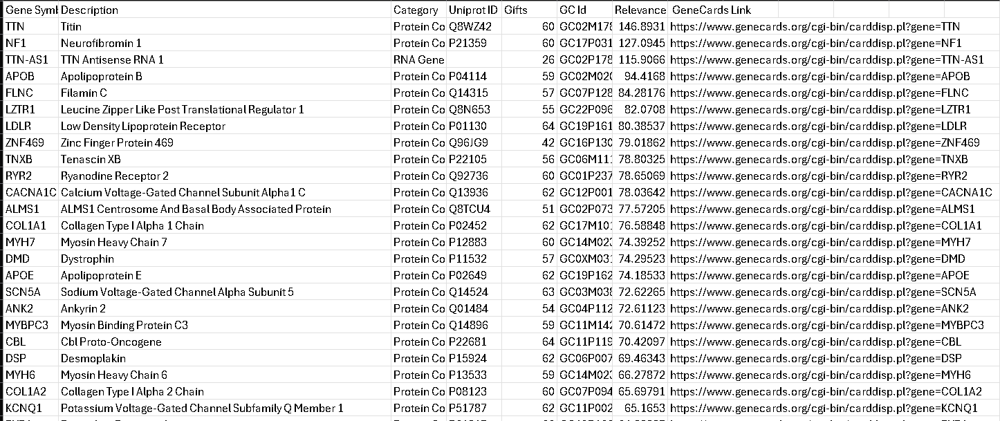 Gene Symb Description Category Uniprot ID Gifts GC Id Relevance GeneCards Link
TTN Titin Protein Co Q8WZ42 60 GC02M178 146.8931 https://www.genecards.org/cgi-bin/carddisp.pl?gene=TTN
NF1 Neurofibromin 1 Protein Co P21359 60 GC17P031 127.0945 https://www.genecards.org/cgi-bin/carddisp.pl?gene=NF1
TTN-AS1 TTN Antisense RNA 1 RNA Gene 26 GC02P178 115.9066 https://www.genecards.org/cgi-bin/carddisp.pl?gene=TTN-AS1
APOB Apolipoprotein B Protein Co P04114 59 GC02M020 94.4168 https://www.genecards.org/cgi-bin/carddisp.pl?gene=APOB
FLNC Filamin C Protein Co Q14315 57 GC07P128 84.28176 https://www.genecards.org/cgi-bin/carddisp.pl?gene=FLNC
LZTR1 Leucine Zipper Like Post Translational Regulator 1 Protein Co Q8N653 55 GC22P096 82.0708 https://www.genecards.org/cgi-bin/carddisp.pl?gene=LZTR1
LDLR Low Density Lipoprotein Receptor Protein Co P01130 64 GC19P161 80.38537 https://www.genecards.org/cgi-bin/carddisp.pl?gene=LDLR
ZNF469 Zinc Finger Protein 469 Protein Co Q96JG9 42 GC16P130 79.01862 https://www.genecards.org/cgi-bin/carddisp.pl?gene=ZNF469
TNXB Tenascin XB Protein Co P22105 56 GC06M111 78.80325 https://www.genecards.org/cgi-bin/carddisp.pl?gene=TNXB
RYR2 Ryanodine Receptor 2 Protein Co Q92736 60 GC01P237 78.65069 https://www.genecards.org/cgi-bin/carddisp.pl?gene=RYR2
CACNA1C Calcium Voltage-Gated Channel Subunit Alpha1 C Protein Co Q13936 62 GC12P001 78.03642 https://www.genecards.org/cgi-bin/carddisp.pl?gene=CACNA1C
ALMS1 ALMS1 Centrosome And Basal Body Associated Protein Protein Co Q8TCU4 51 GC02P073 77.57205 https://www.genecards.org/cgi-bin/carddisp.pl?gene=ALMS1
COL1A1 Collagen Type I Alpha 1 Chain Protein Co P02452 62 GC17M101 76.58848 https://www.genecards.org/cgi-bin/carddisp.pl?gene=COL1A1
MYH7 Myosin Heavy Chain 7 Protein Co P12883 60 GC14M023 74.39252 https://www.genecards.org/cgi-bin/carddisp.pl?gene=MYH7
DMD Dystrophin Protein Co P11532 57 GC0XM031 74.29523 https://www.genecards.org/cgi-bin/carddisp.pl?gene=DMD
APOE Apolipoprotein E Protein Co P02649 62 GC19P162 74.18533 https://www.genecards.org/cgi-bin/carddisp.pl?gene=APOE
SCN5A Sodium Voltage-Gated Channel Alpha Subunit 5 Protein Co Q14524 63 GC03M038 72.62265 https://www.genecards.org/cgi-bin/carddisp.pl?gene=SCN5A
ANK2 Ankyrin 2 Protein Co Q01484 54 GC04P112 72.61123 https://www.genecards.org/cgi-bin/carddisp.pl?gene=ANK2
MYBPC3 Myosin Binding Protein C3 Protein Co Q14896 59 GC11M142 70.61472 https://www.genecards.org/cgi-bin/carddisp.pl?gene=MYBPC3
CBL Cbl Proto-Oncogene Protein Co P22681 64 GC11P119 70.42097 https://www.genecards.org/cgi-bin/carddisp.pl?gene=CBL
DSP Desmoplakin Protein Co P15924 62 GC06P007 69.46343 https://www.genecards.org/cgi-bin/carddisp.pl?gene=DSP
MYH6 Myosin Heavy Chain 6 Protein Co P13533 59 GC14M023 66.27872 https://www.genecards.org/cgi-bin/carddisp.pl?gene=MYH6
COL1A2 Collagen Type I Alpha 2 Chain Protein Co P08123 60 GC07P094 65.69791 https://www.genecards.org/cgi-bin/carddisp.pl?gene=COL1A2
KCNQ1 Potassium Voltage-Gated Channel Subfamily Q Member 1 Protein Co P51787 62 GC11P002 65.1653 https://www.genecards.org/cgi-bin/carddisp.pl?gene=KCNQ1